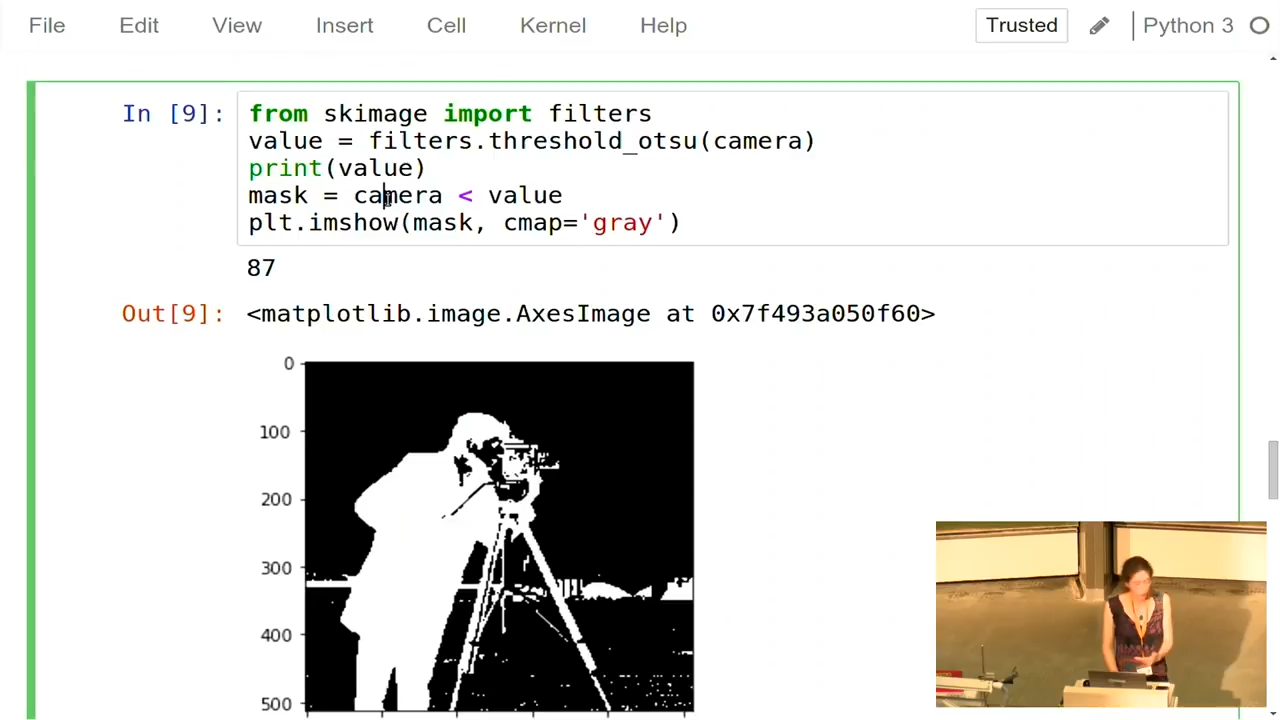 File Edit View Insert Cell Kernel Help Trusted Python 3
In [9]: from skimage import filters
value = filters.threshold_otsu(camera)
print(value)
mask = camera < value
plt.imshow(mask, cmap='gray')
87
Out[9]: <matplotlib.image.AxesImage at 0x7f493a050f60>
0
100
200
300
400
500